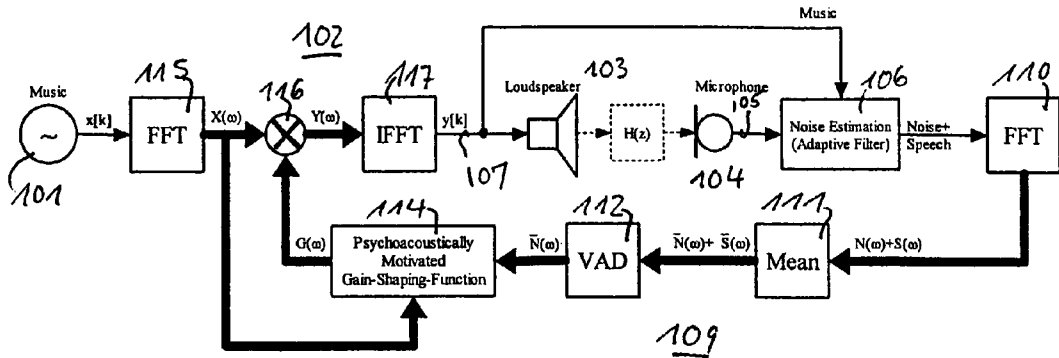 102
Music
115
117
103
106
110
Music
116
Loudspeaker
Microphone
105
x[k]
~
FFT
X(ω)
Y(ω)
IFFT
y[k]
H(z)
Noise Estimation
(Adaptive Filter)
Noise+
Speech
FFT
101
107
104
114
112
111
G(ω)
Psychoacoustically
Motivated
Gain-Shaping-Function
N̄(ω)
VAD
N̄(ω)+ S̄(ω)
Mean
N(ω)+S(ω)
109